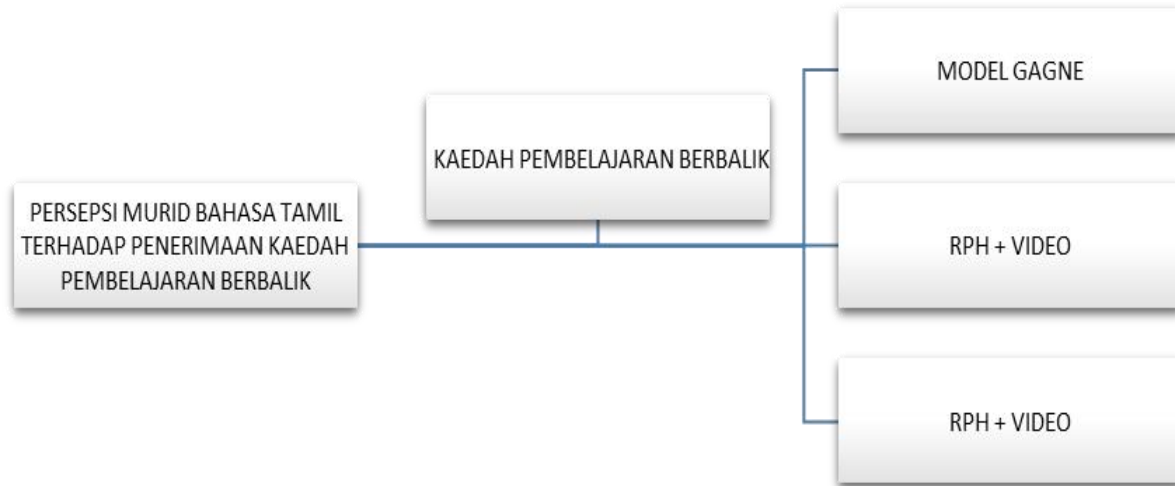 PERSEPSI MURID BAHASA TAMIL
TERHADAP PENERIMAAN KAEDAH
PEMBELAJARAN BERBALIK
KAEDAH PEMBELAJARAN BERBALIK
MODEL GAGNE
RPH + VIDEO
RPH + VIDEO